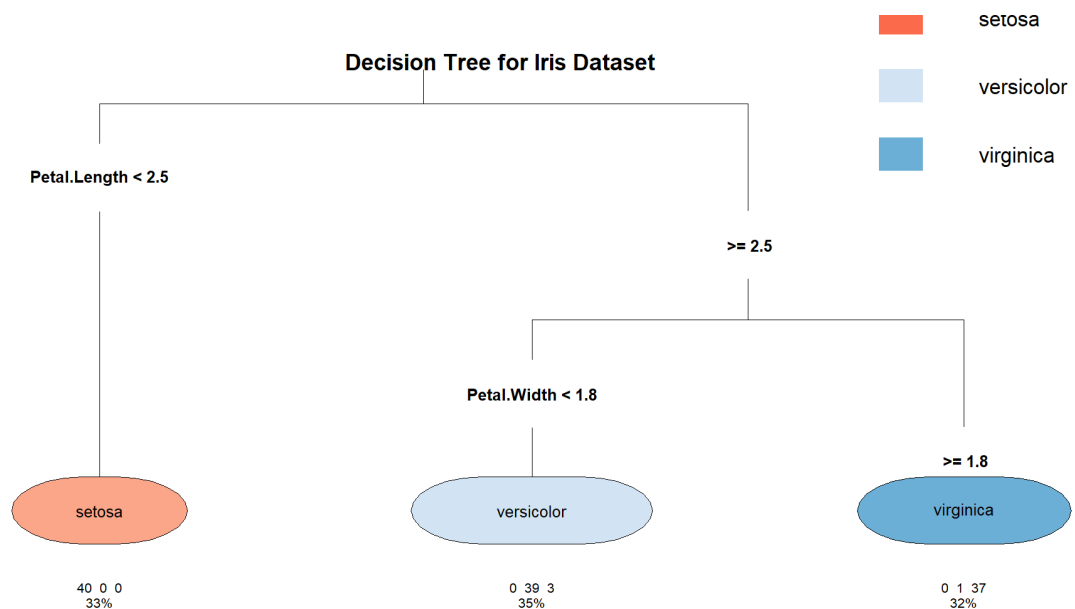 setosa
Decision Tree for Iris Dataset
versicolor
virginica
Petal.Length < 2.5
>= 2.5
Petal.Width < 1.8
>= 1.8
setosa
versicolor
virginica
40 0 0
33%
0 39 3
35%
0 1 37
32%